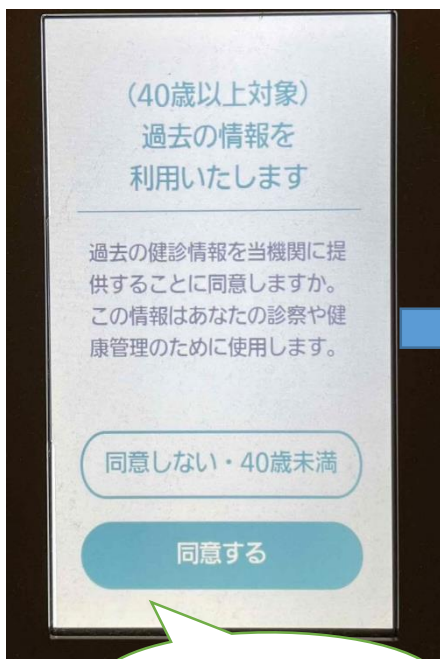 （40歳以上対象）
過去の情報を
利用いたします
過去の健診情報を当機関に提
供することに同意しますか。
この情報はあなたの診察や健
康管理のために使用します。
同意しない・40歳未満
同意する